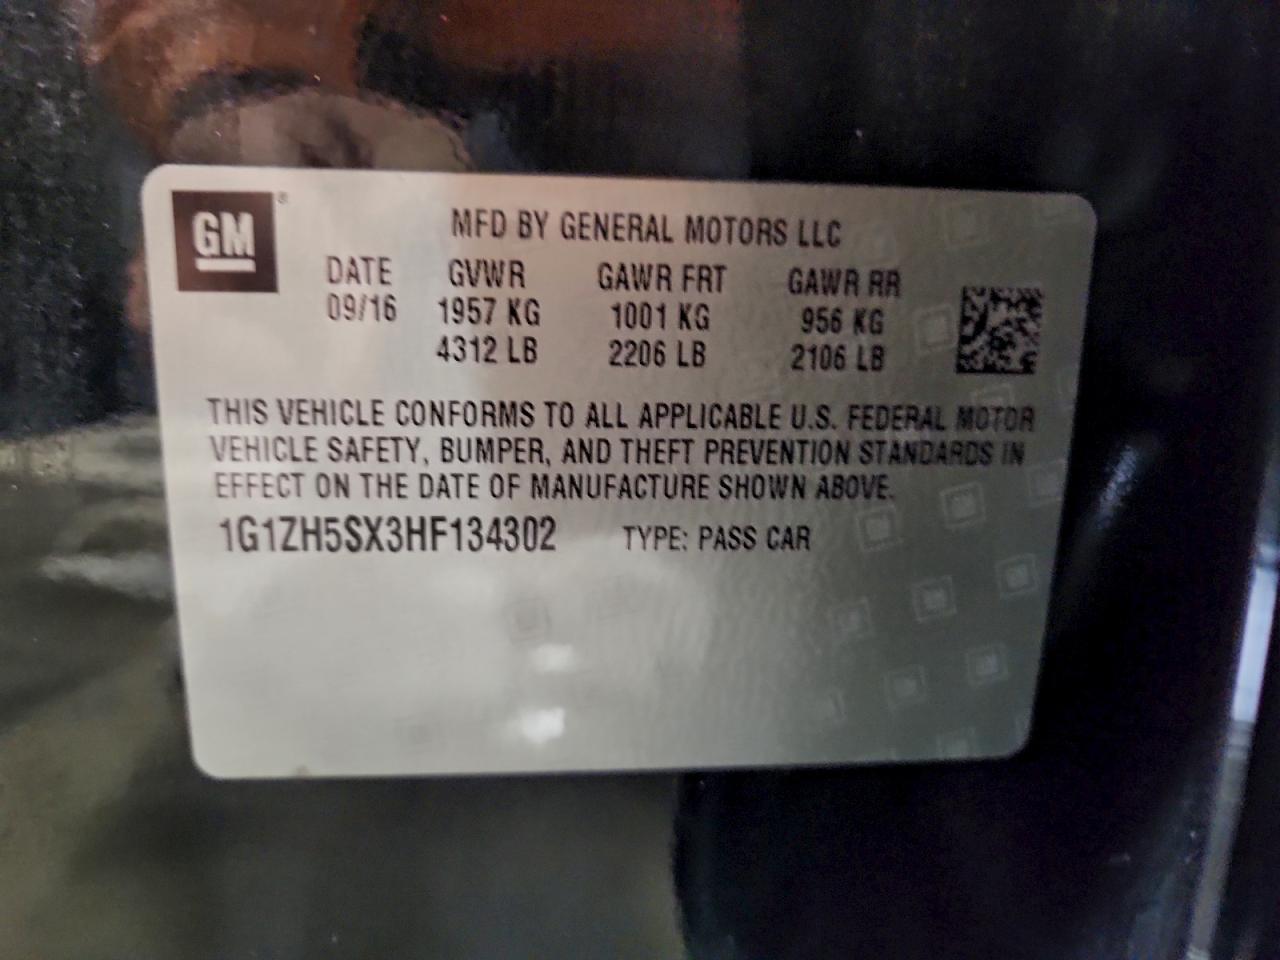 GM®
MFD BY GENERAL MOTORS LLC
DATE GVWR GAWR FRT GAWR RR
09/16 1957 KG 1001 KG 956 KG
4312 LB 2206 LB 2106 LB
THIS VEHICLE CONFORMS TO ALL APPLICABLE U.S. FEDERAL MOTOR
VEHICLE SAFETY, BUMPER, AND THEFT PREVENTION STANDARDS IN
EFFECT ON THE DATE OF MANUFACTURE SHOWN ABOVE.
1G1ZH5SX3HF134302 TYPE: PASS CAR